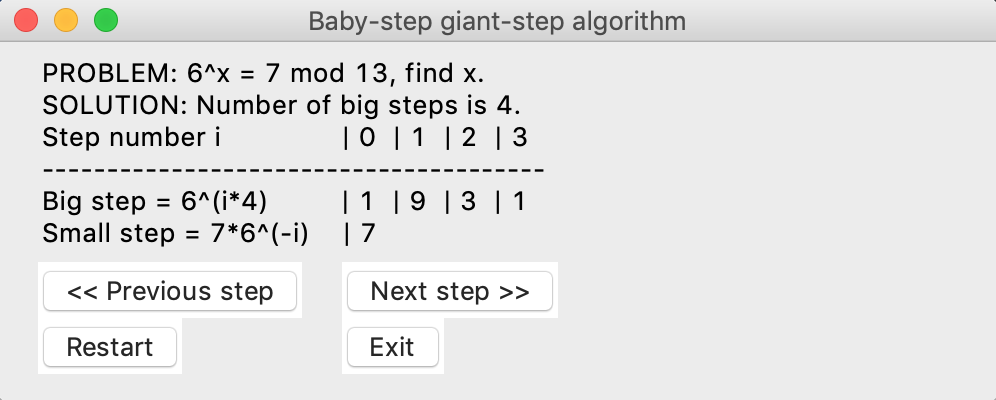 Baby-step giant-step algorithm
PROBLEM: 6^x = 7 mod 13, find x.
SOLUTION: Number of big steps is 4.
Step number i | 0 | 1 | 2 | 3
---------------------------------------
Big step = 6^(i*4) | 1 | 9 | 3 | 1
Small step = 7*6^(-i) | 7
<< Previous step Next step >>
Restart Exit